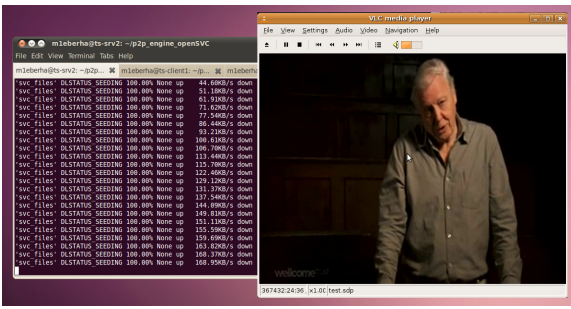 m1eberha@ts-srv2: ~/p2p_engine_openSVC
File Edit View Terminal Tabs Help
m1eberha@ts-srv2: ~/p2p... m1eberha@ts-client1: ~/p... m1eberha
'svc_files' DLSTATUS_SEEDING 100.00% None up 44.60KB/s down
'svc_files' DLSTATUS_SEEDING 100.00% None up 51.18KB/s down
'svc_files' DLSTATUS_SEEDING 100.00% None up 61.91KB/s down
'svc_files' DLSTATUS_SEEDING 100.00% None up 71.62KB/s down
'svc_files' DLSTATUS_SEEDING 100.00% None up 77.54KB/s down
'svc_files' DLSTATUS_SEEDING 100.00% None up 86.44KB/s down
'svc_files' DLSTATUS_SEEDING 100.00% None up 93.21KB/s down
'svc_files' DLSTATUS_SEEDING 100.00% None up 100.61KB/s down
'svc_files' DLSTATUS_SEEDING 100.00% None up 106.70KB/s down
'svc_files' DLSTATUS_SEEDING 100.00% None up 113.44KB/s down
'svc_files' DLSTATUS_SEEDING 100.00% None up 115.70KB/s down
'svc_files' DLSTATUS_SEEDING 100.00% None up 122.46KB/s down
'svc_files' DLSTATUS_SEEDING 100.00% None up 129.12KB/s down
'svc_files' DLSTATUS_SEEDING 100.00% None up 131.37KB/s down
'svc_files' DLSTATUS_SEEDING 100.00% None up 137.54KB/s down
'svc_files' DLSTATUS_SEEDING 100.00% None up 144.09KB/s down
'svc_files' DLSTATUS_SEEDING 100.00% None up 149.81KB/s down
'svc_files' DLSTATUS_SEEDING 100.00% None up 151.11KB/s down
'svc_files' DLSTATUS_SEEDING 100.00% None up 155.59KB/s down
'svc_files' DLSTATUS_SEEDING 100.00% None up 159.69KB/s down
'svc_files' DLSTATUS_SEEDING 100.00% None up 163.82KB/s down
'svc_files' DLSTATUS_SEEDING 100.00% None up 168.37KB/s down
'svc_files' DLSTATUS_SEEDING 100.00% None up 168.95KB/s down
VLC media player
File View Settings Audio Video Navigation Help
wellcome
367432:24:36 x1.00 test.sdp